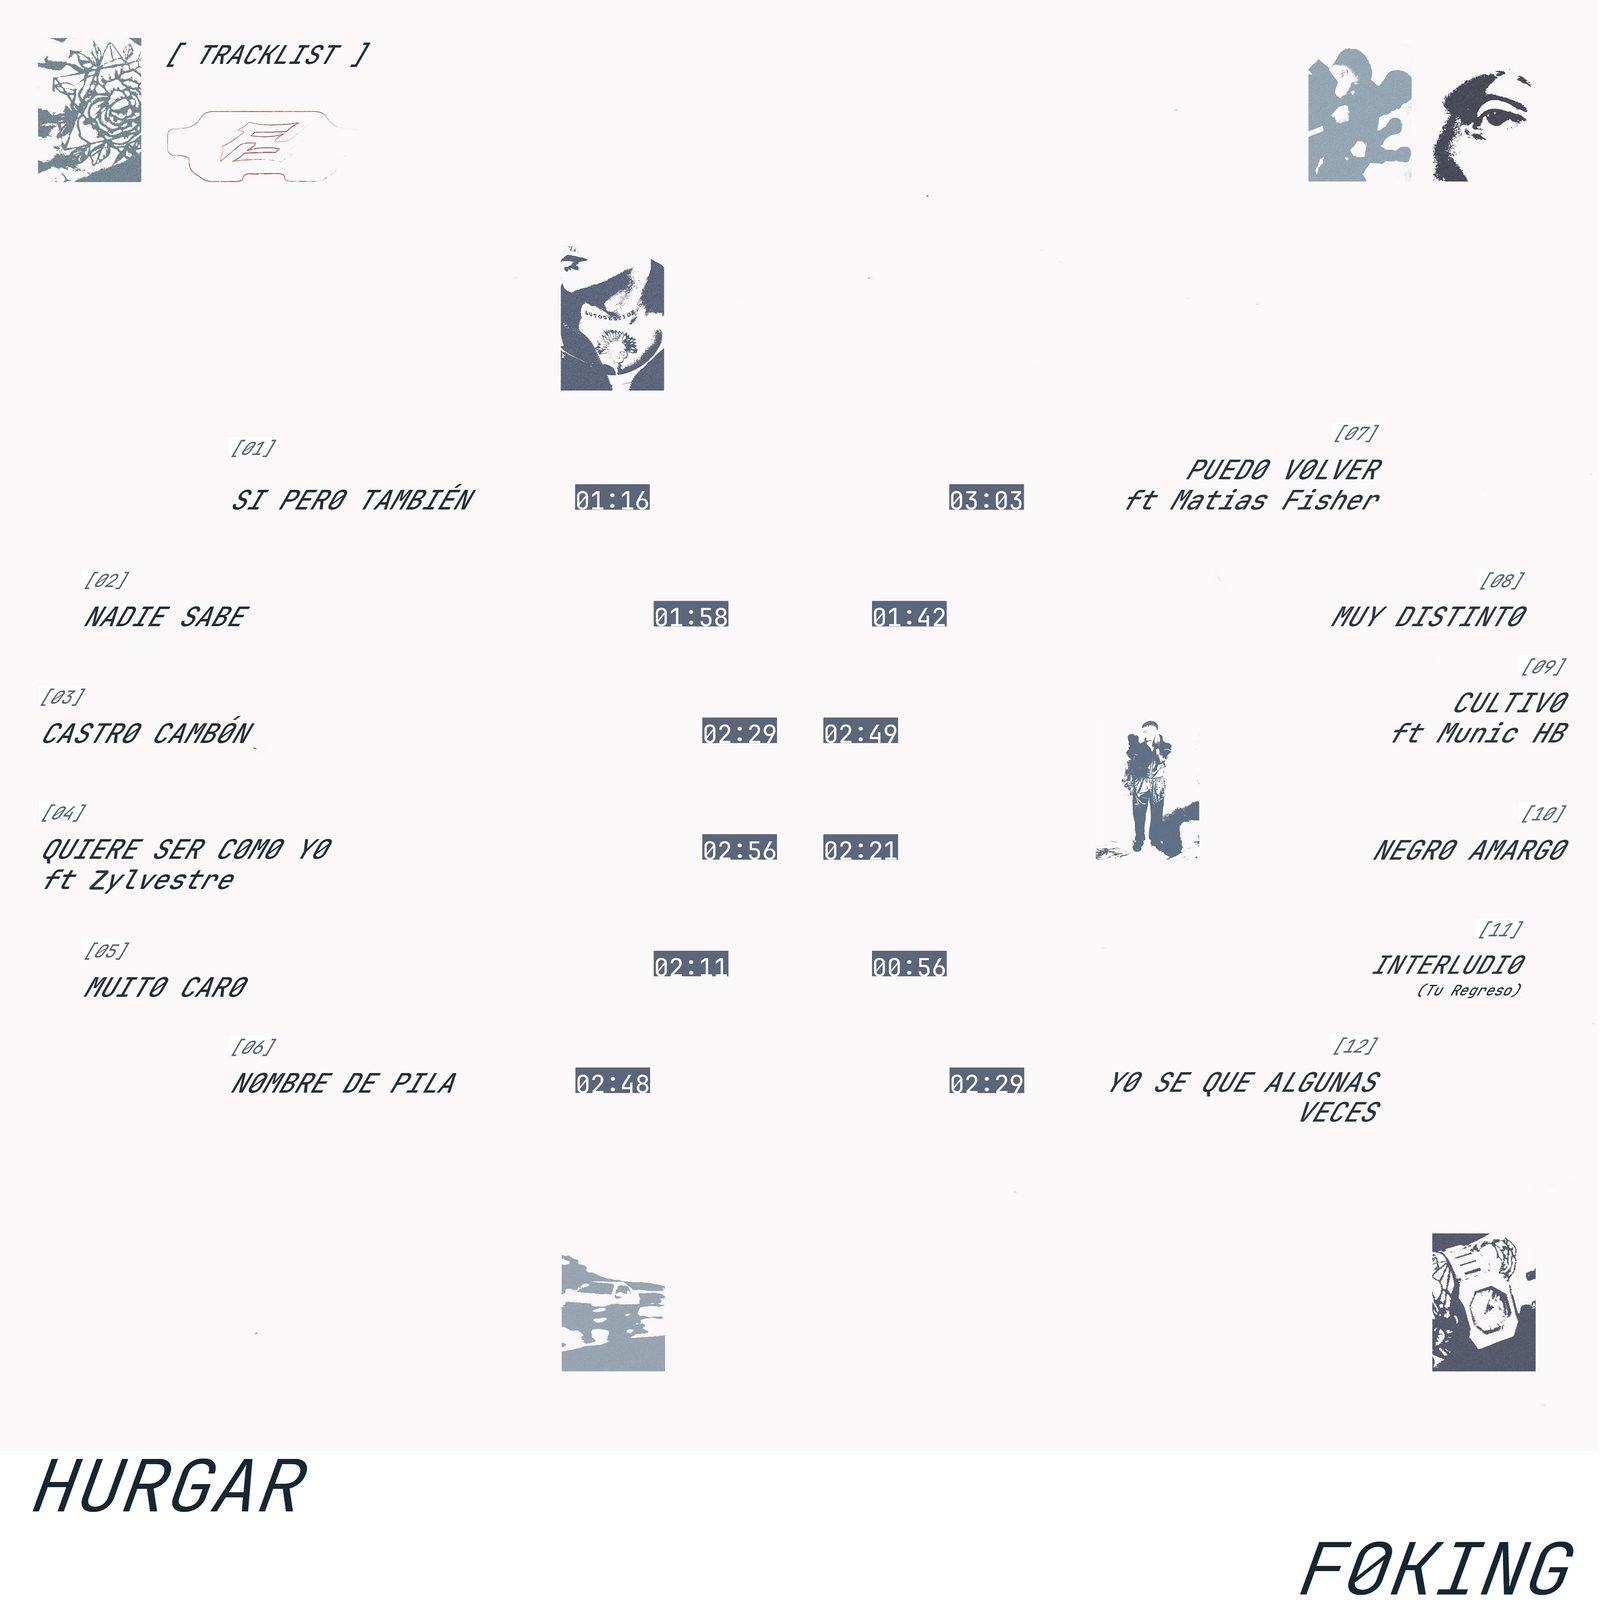 [ TRACKLIST ]
[01]
SI PER0 TAMBIÉN
01:16
[02]
NADIE SABE
01:58
[03]
CASTR0 CAMBÓN
02:29
[04]
QUIERE SER C0M0 Y0
ft Zylvestre
02:56
[05]
MUIT0 CAR0
02:11
[06]
N0MBRE DE PILA
02:48
[07]
PUED0 V0LVER
ft Matias Fisher
03:03
[08]
MUY DISTINT0
01:42
[09]
CULTIV0
ft Munic HB
02:49
[10]
NEGR0 AMARG0
02:21
[11]
INTERLUDI0
(Tu Regreso)
00:56
[12]
Y0 SE QUE ALGUNAS
VECES
02:29
HURGAR
F0KING